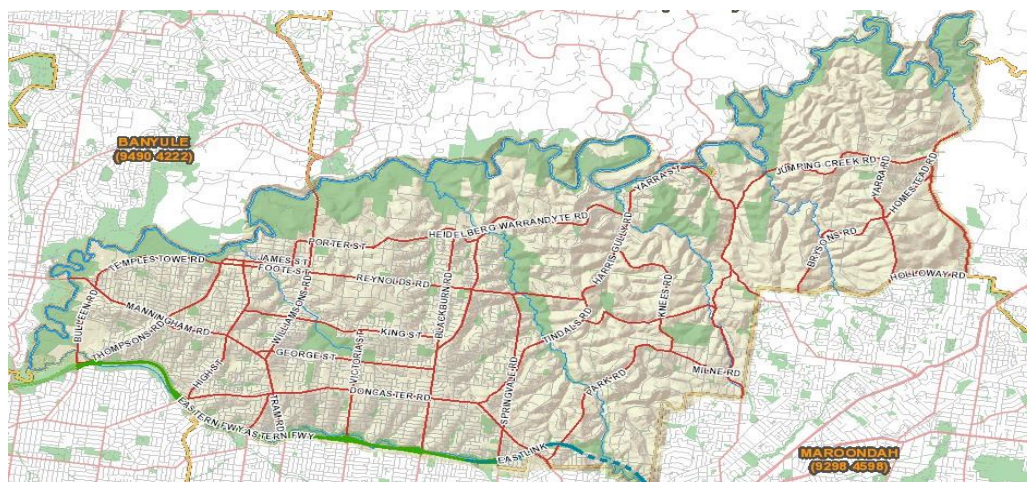 BANYULE
(9490 4222)
JUMPING CREEK RD
YARRA ST
YARRA RD
HOMESTEAD RD
HEIDELBERG WARRANDYTE RD
HARRIS GULLY RD
PORTER ST
BRYSONS RD
TEMPLESTOWE RD
JAMES ST
FOOTE ST
REYNOLDS RD
HOLLOWAY RD
BULLEEN RD
WILLIAMSONS RD
BLACKBURN RD
KNEES RD
MANNINGHAM RD
THOMPSONS RD
KING ST
TINDALS RD
VICTORIA ST
GEORGE ST
HIGH ST
PARK RD
MILNE RD
DONCASTER RD
SPRINGVALE RD
TRAM RD
EASTERN FWY
EASTERN FWY
EASTLINK
MAROONDAH
(9298 4598)